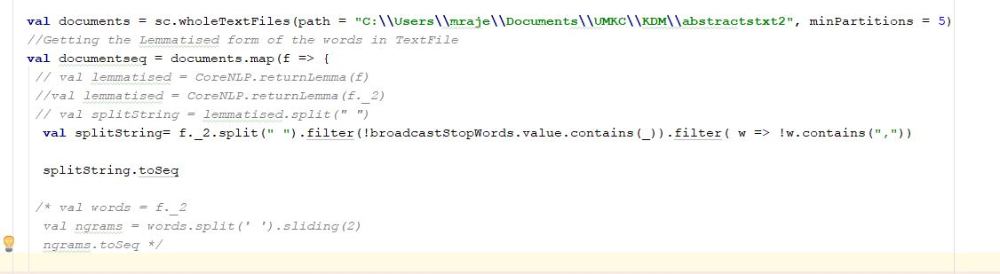 val documents = sc.wholeTextFiles(path = "C:\\Users\\mraje\\Documents\\UMKC\\KDM\\abstractstxt2", minPartitions = 5)
//Getting the Lemmatised form of the words in TextFile
val documentseq = documents.map(f => {
// val lemmatised = CoreNLP.returnLemma(f)
//val lemmatised = CoreNLP.returnLemma(f._2)
// val splitString = lemmatised.split(" ")
val splitString= f._2.split(" ").filter(!broadcastStopWords.value.contains(_)).filter( w => !w.contains(","))
splitString.toSeq
/* val words = f._2
val ngrams = words.split(' ').sliding(2)
ngrams.toSeq */